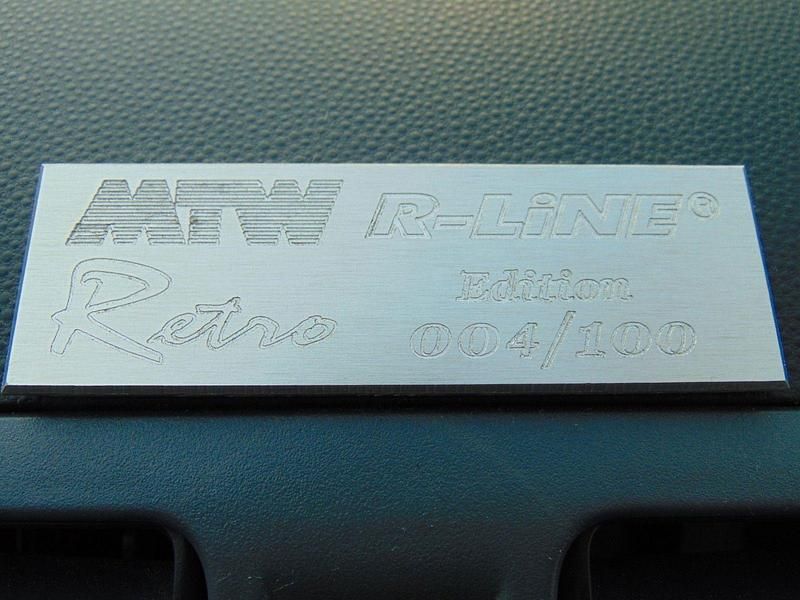 MTW R-LiNE®
Retro Edition
004/100